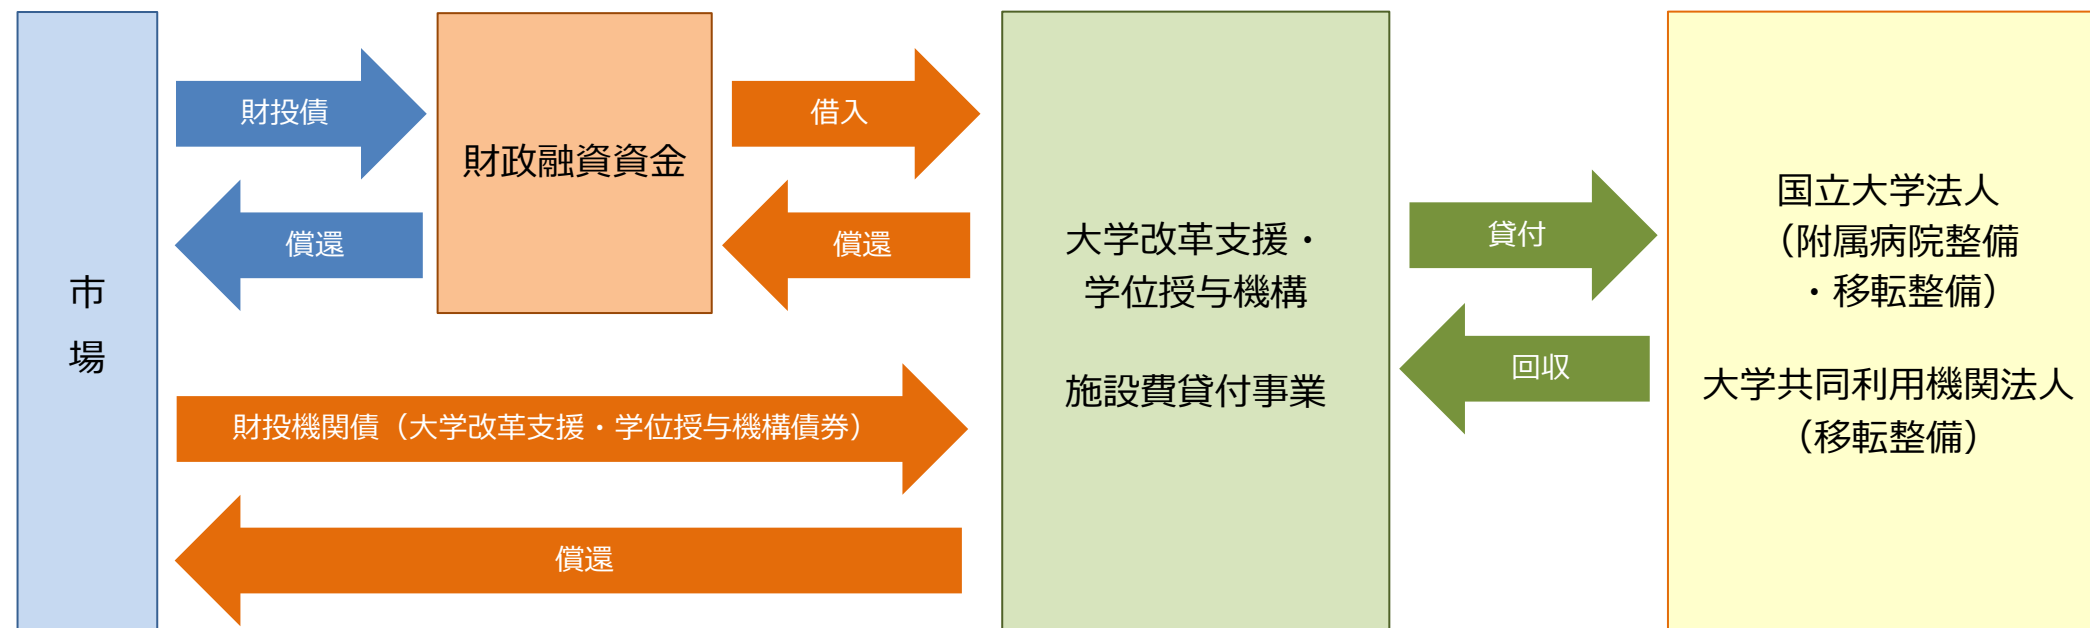 市
場
財投債
償還
財政融資資金
借入
償還
財投機関債（大学改革支援・学位授与機構債券）
償還
大学改革支援・
学位授与機構
施設費貸付事業
貸付
回収
国立大学法人
（附属病院整備
・移転整備）
大学共同利用機関法人
（移転整備）